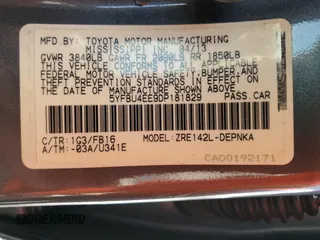 MFD BY: TOYOTA MOTOR MANUFACTURING
MISSISSIPPI INC 04/13
GVWR 3840LB GAWR FR 2090LB RR 1850LB
THIS VEHICLE CONFORMS TO ALL APPLICABLE
FEDERAL MOTOR VEHICLE SAFETY, BUMPER,
AND THEFT PREVENTION STANDARDS IN EFFECT ON
THE DATE OF MANUFACTURE SHOWN ABOVE.
5YFBU4EE9DP181829 PASS.CAR
C/TR:1G3/FB16 MODEL:ZRE142L-DEPNKA
A/TM:-03A/U341E
CA00192171